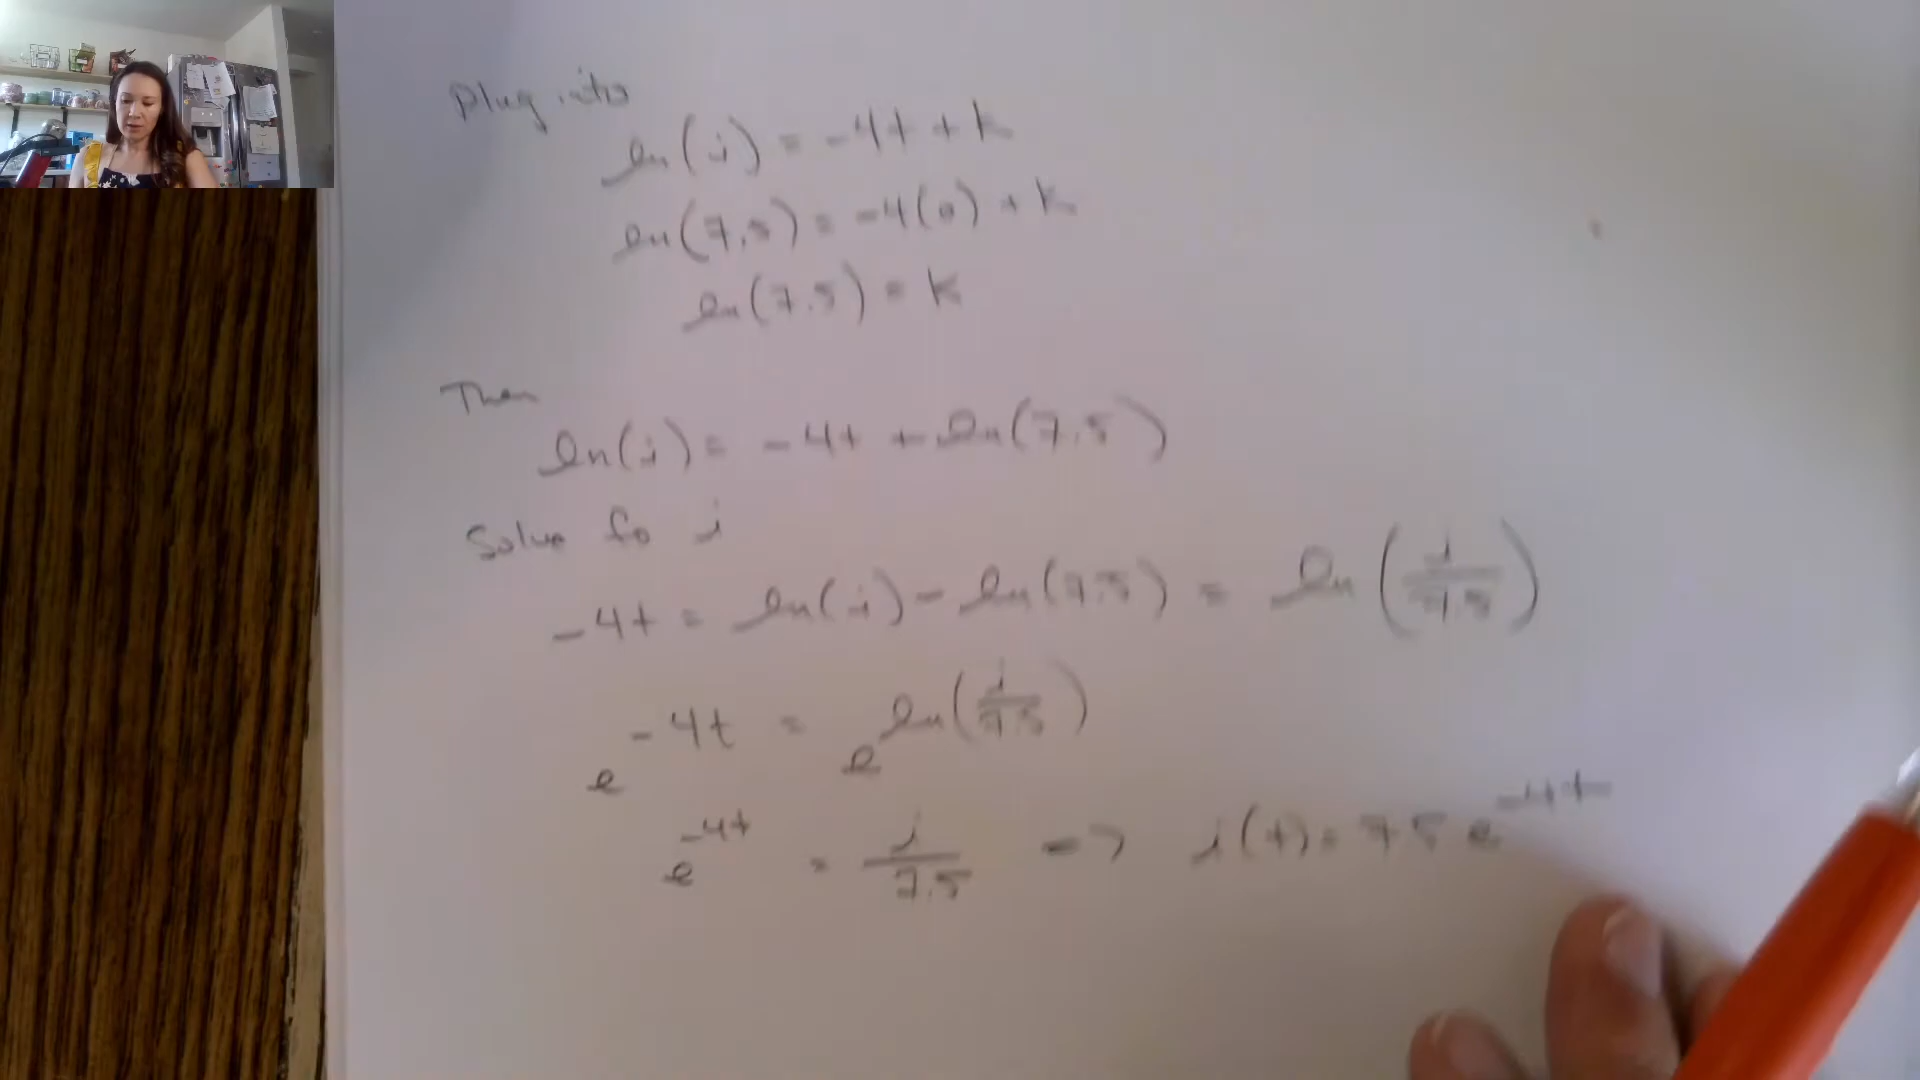 Plug into
ln(i) = -4t + k
ln(7.5) = -4(0) + k
ln(7.5) = k
Then
ln(i) = -4t + ln(7.5)
Solve fo i
-4t = ln(i) - ln(7.5) = ln(i/7.5)
e^-4t = e^ln(i/7.5)
e^-4t = i/7.5 => i(t) = 7.5 e^-4t